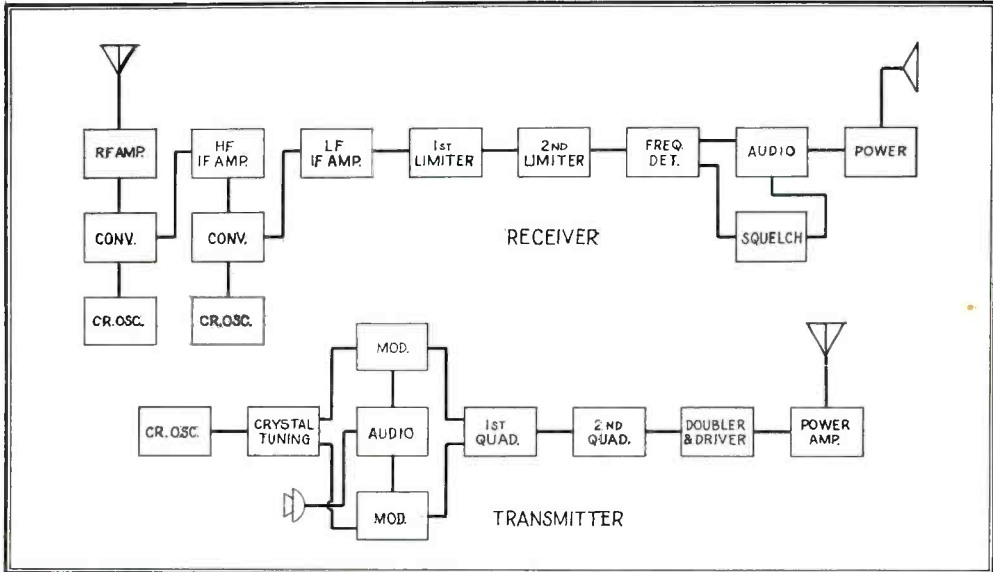 RF AMP.
HF
IF AMP.
LF
IF AMP.
1ST
LIMITER
2ND
LIMITER
FREQ.
DET.
AUDIO
POWER
CONV.
CONV.
SQUELCH
RECEIVER
CR.OSC.
CR.OSC.
MOD.
CR.OSC.
CRYSTAL
TUNING
AUDIO
1ST
QUAD.
2ND
QUAD.
DOUBLER
& DRIVER
POWER
AMP.
MOD.
TRANSMITTER